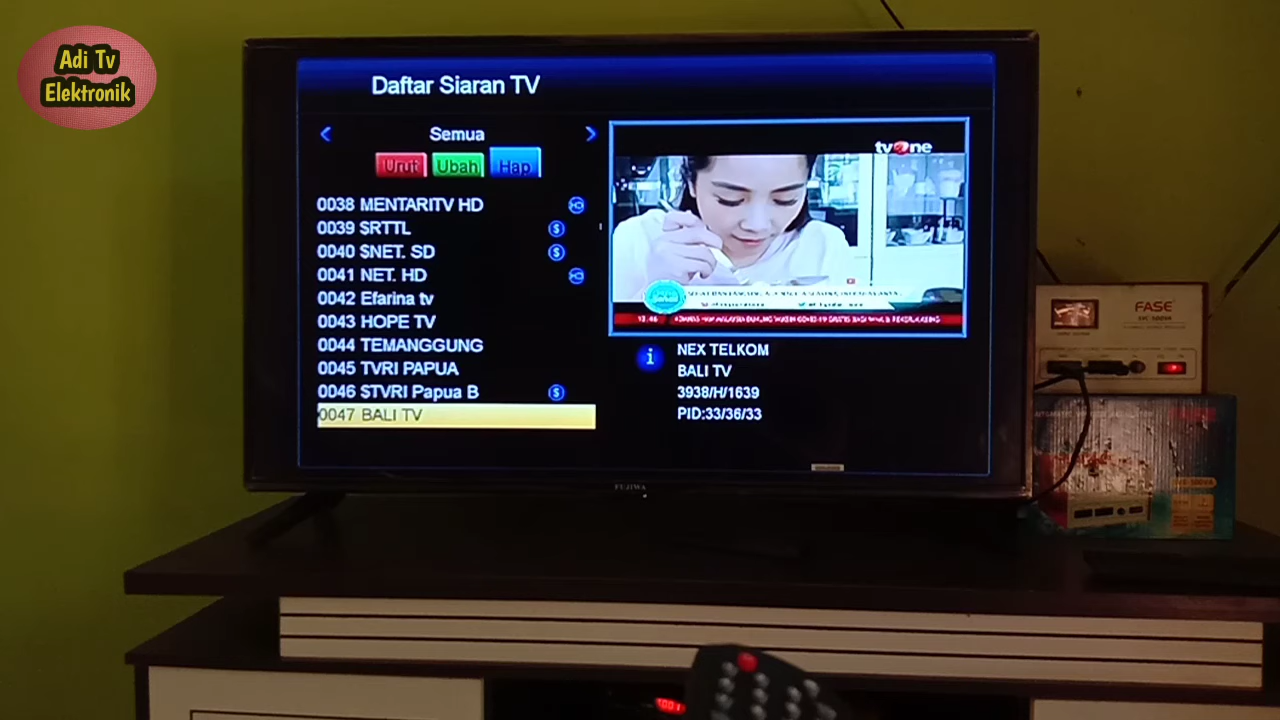 Adi Tv
Elektronik
Daftar Siaran TV
Semua
Urut Ubah Hap
0038 MENTARITV HD
0039 $RTTL
0040 $NET. SD
0041 NET. HD
0042 Efarina tv
0043 HOPE TV
0044 TEMANGGUNG
0045 TVRI PAPUA
0046 $TVRI Papua B
0047 BALI TV
tvOne
NEX TELKOM
BALI TV
3938/H/1639
PID:33/36/33
FUJIWA
FASE